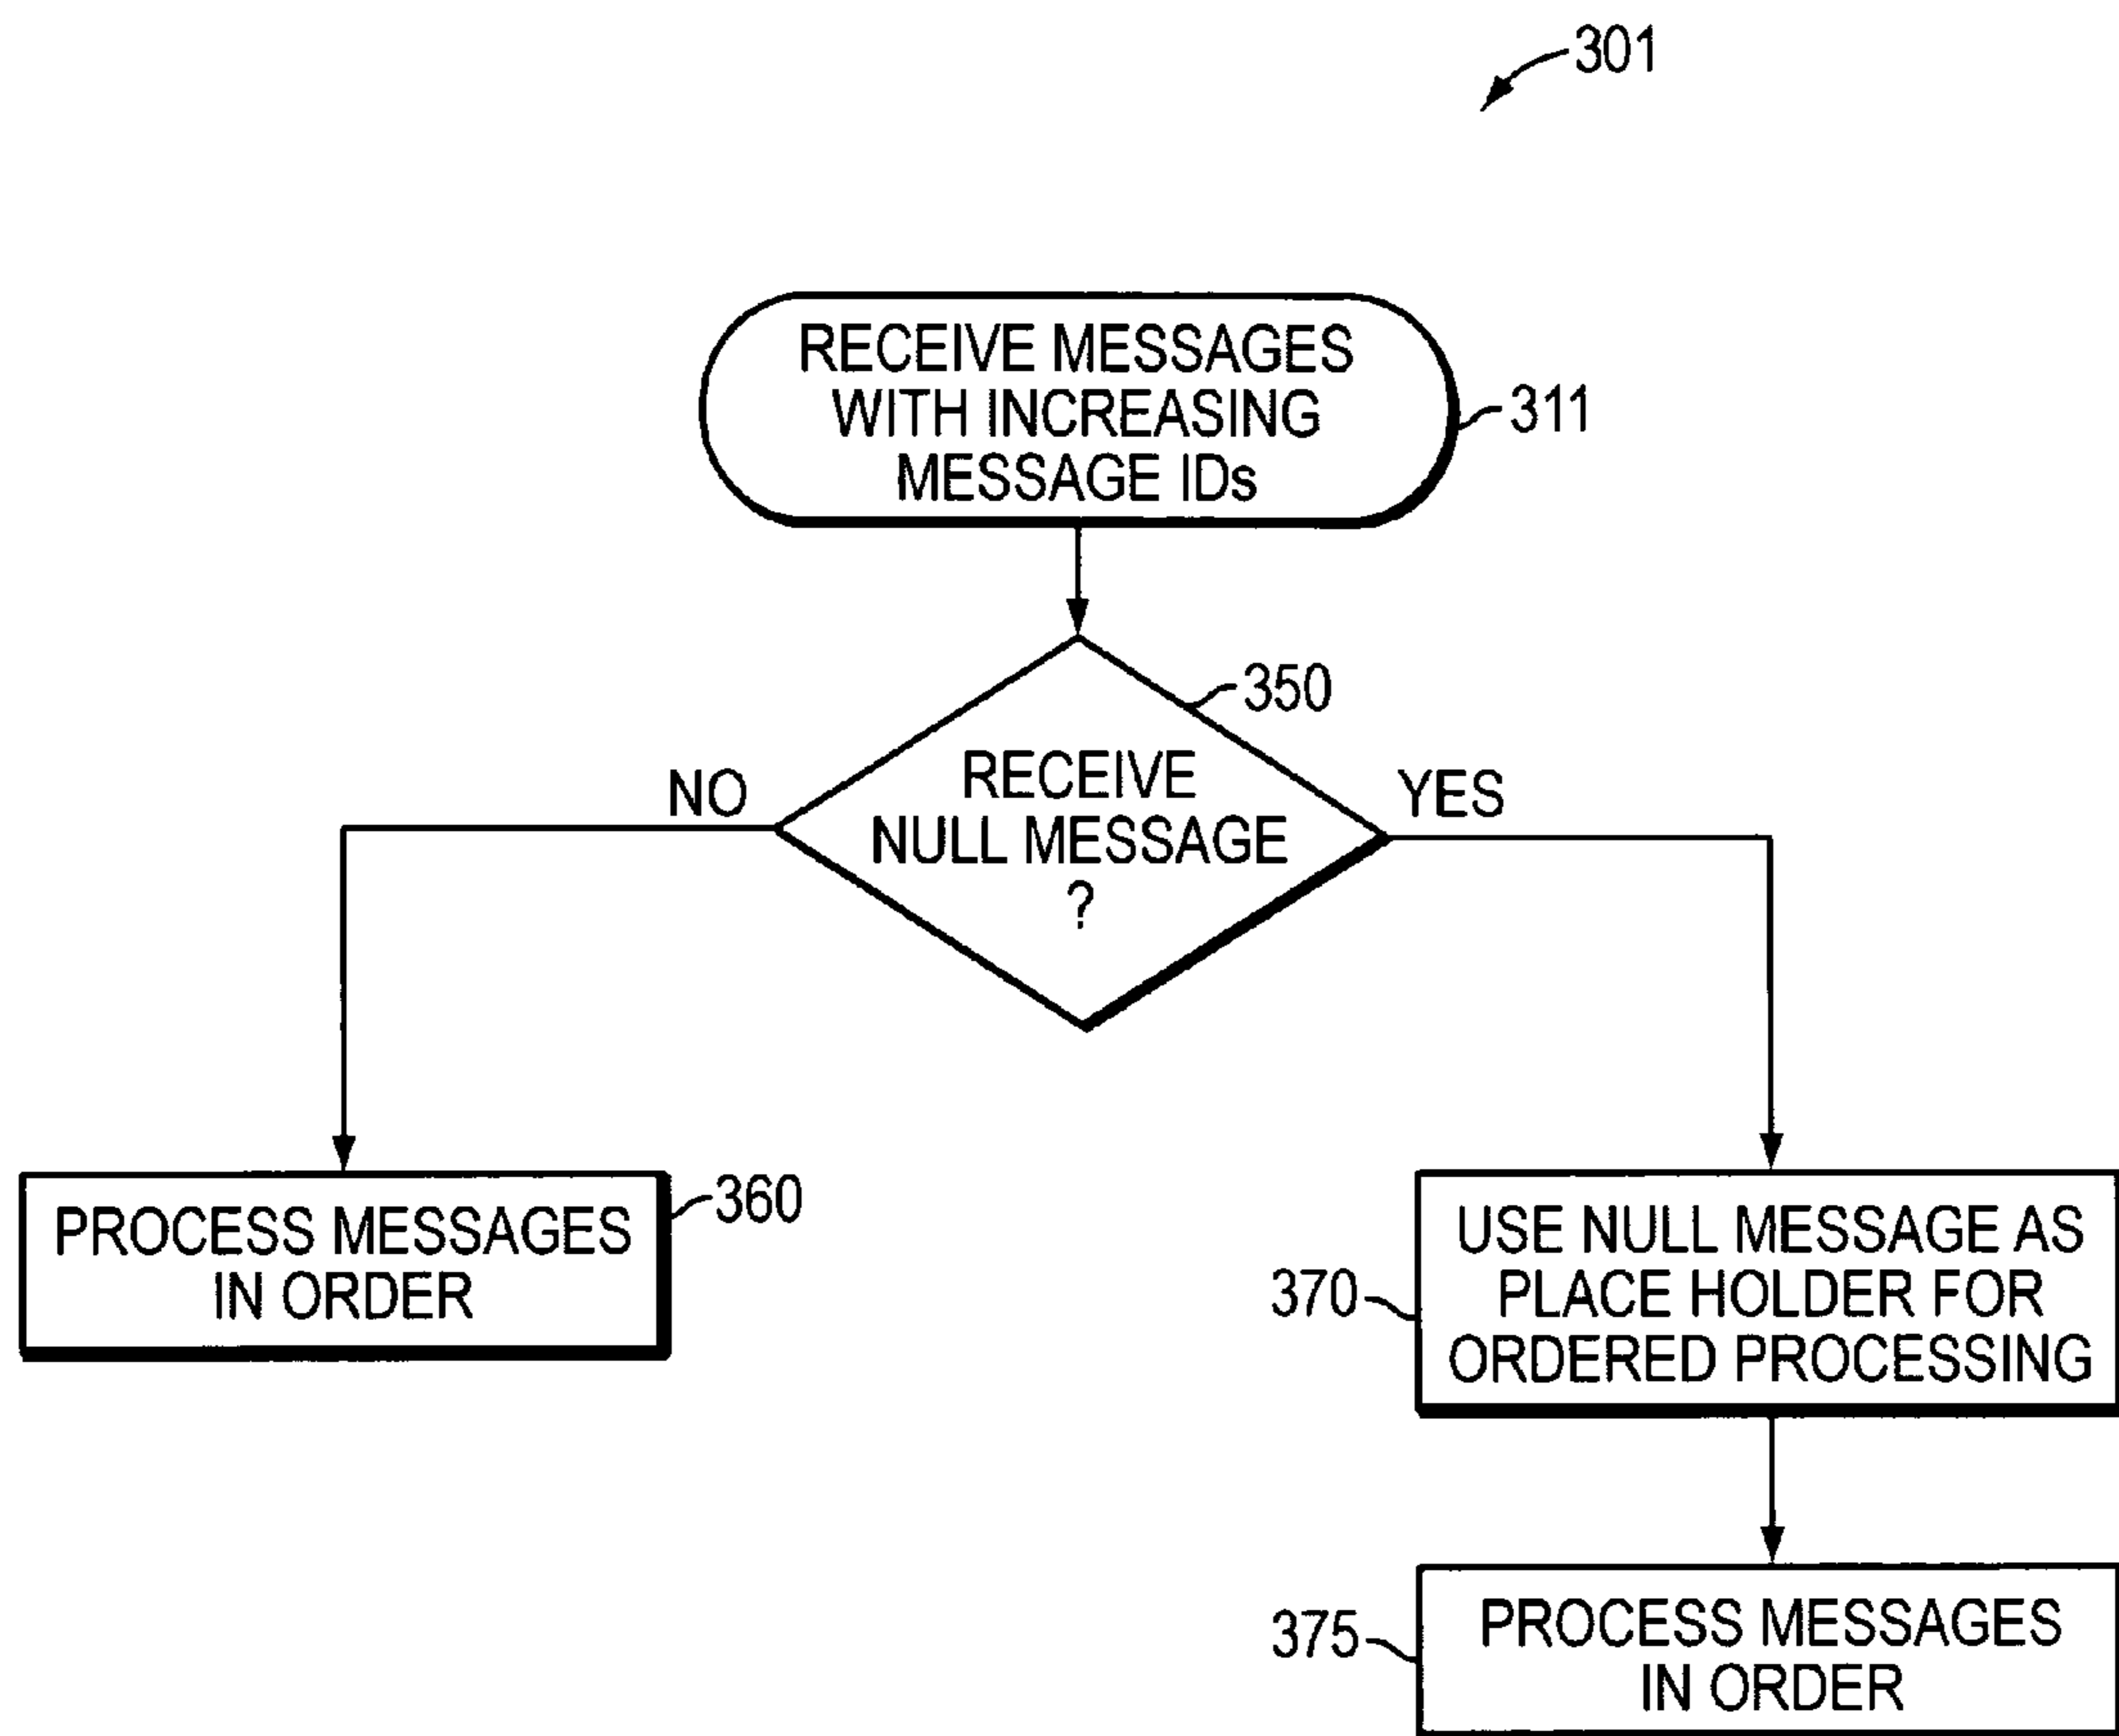 301
RECEIVE MESSAGES
WITH INCREASING
MESSAGE IDs
311
350
RECEIVE
NULL MESSAGE
?
NO
YES
PROCESS MESSAGES
IN ORDER
360
USE NULL MESSAGE AS
PLACE HOLDER FOR
ORDERED PROCESSING
370
PROCESS MESSAGES
IN ORDER
375